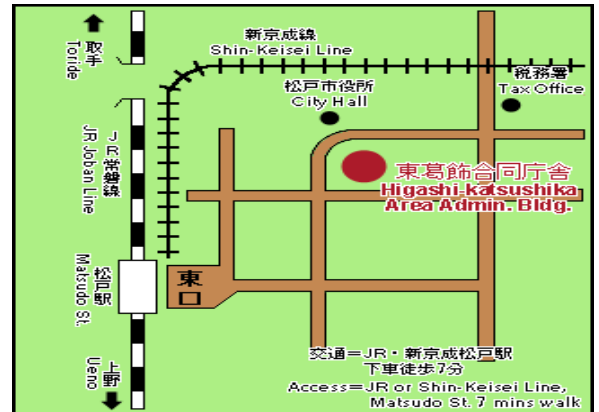 取手
Toride
新京成線
Shin-Keisei Line
松戸市役所
City Hall
税務署
Tax Office
JR常磐線
JR Joban Line
東葛飾合同庁舎
Higashi-katsushika
Area Admin. Bldg.
松戸駅
Matsudo St.
東口
上野
Ueno
交通=JR・新京成松戸駅
下車徒歩7分
Access=JR or Shin-Keisei Line,
Matsudo St. 7 mins walk